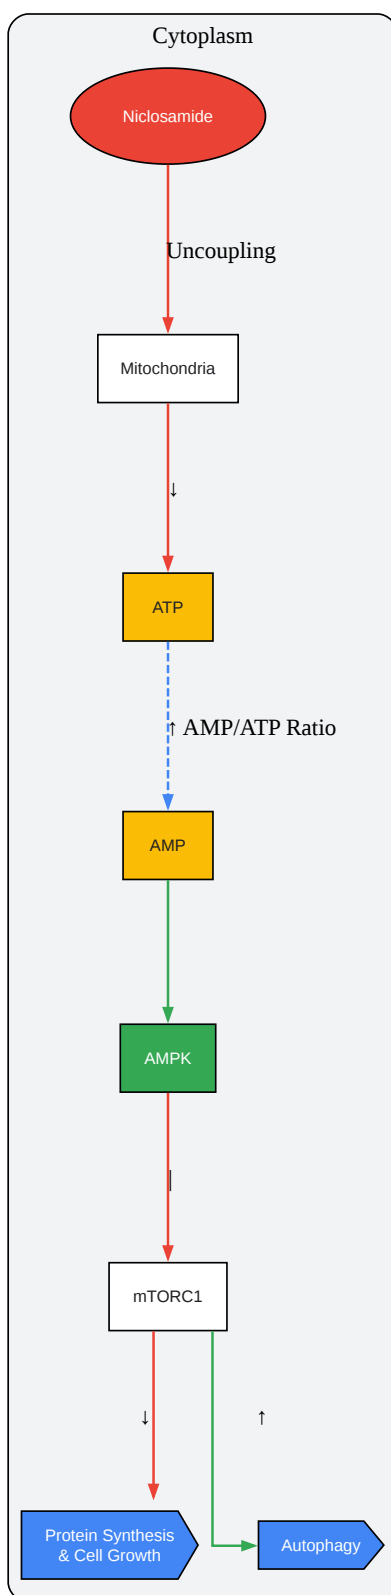 Cytoplasm
Niclosamide
Uncoupling
Mitochondria
↓
ATP
↑ AMP/ATP Ratio
AMP
AMPK
|
mTORC1
↓
↑
Protein Synthesis
& Cell Growth
Autophagy